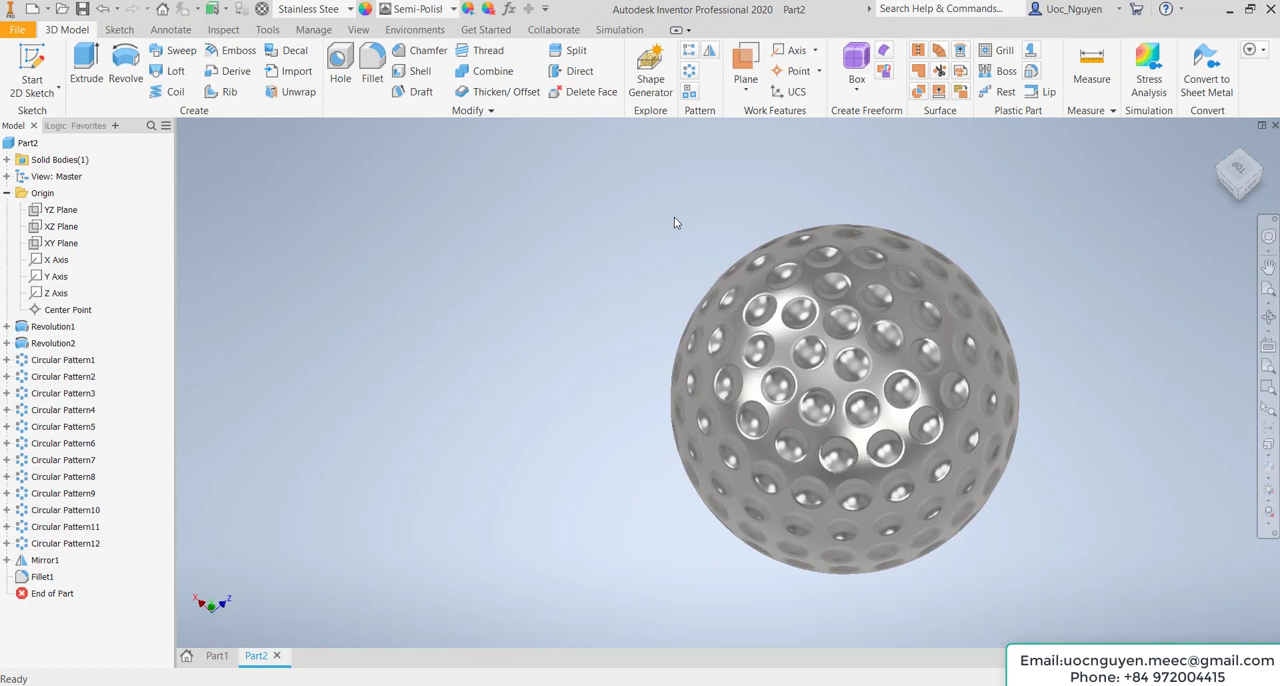 Stainless Stee
Semi-Polisl
Autodesk Inventor Professional 2020 Part2
Search Help & Commands...
Uoc_Nguyen
File 3D Model Sketch Annotate Inspect Tools Manage View Environments Get Started Collaborate Simulation
Start
2D Sketch
Extrude
Revolve
Sweep
Loft
Coil
Emboss
Derive
Rib
Decal
Import
Unwrap
Hole
Fillet
Chamfer
Shell
Draft
Thread
Combine
Thicken/ Offset
Split
Direct
Delete Face
Shape
Generator
Plane
Axis
Point
UCS
Box
Grill
Boss
Rest
Lip
Measure
Stress
Analysis
Convert to
Sheet Metal
Sketch Create Modify Explore Pattern Work Features Create Freeform Surface Plastic Part Measure Simulation Convert
Model iLogic Favorites
Part2
Solid Bodies(1)
View: Master
Origin
YZ Plane
XZ Plane
XY Plane
X Axis
Y Axis
Z Axis
Center Point
Revolution1
Revolution2
Circular Pattern1
Circular Pattern2
Circular Pattern3
Circular Pattern4
Circular Pattern5
Circular Pattern6
Circular Pattern7
Circular Pattern8
Circular Pattern9
Circular Pattern10
Circular Pattern11
Circular Pattern12
Mirror1
Fillet1
End of Part
TOP
X Z
Part1 Part2
Ready
Email:uocnguyen.meec@gmail.com
Phone: +84 972004415